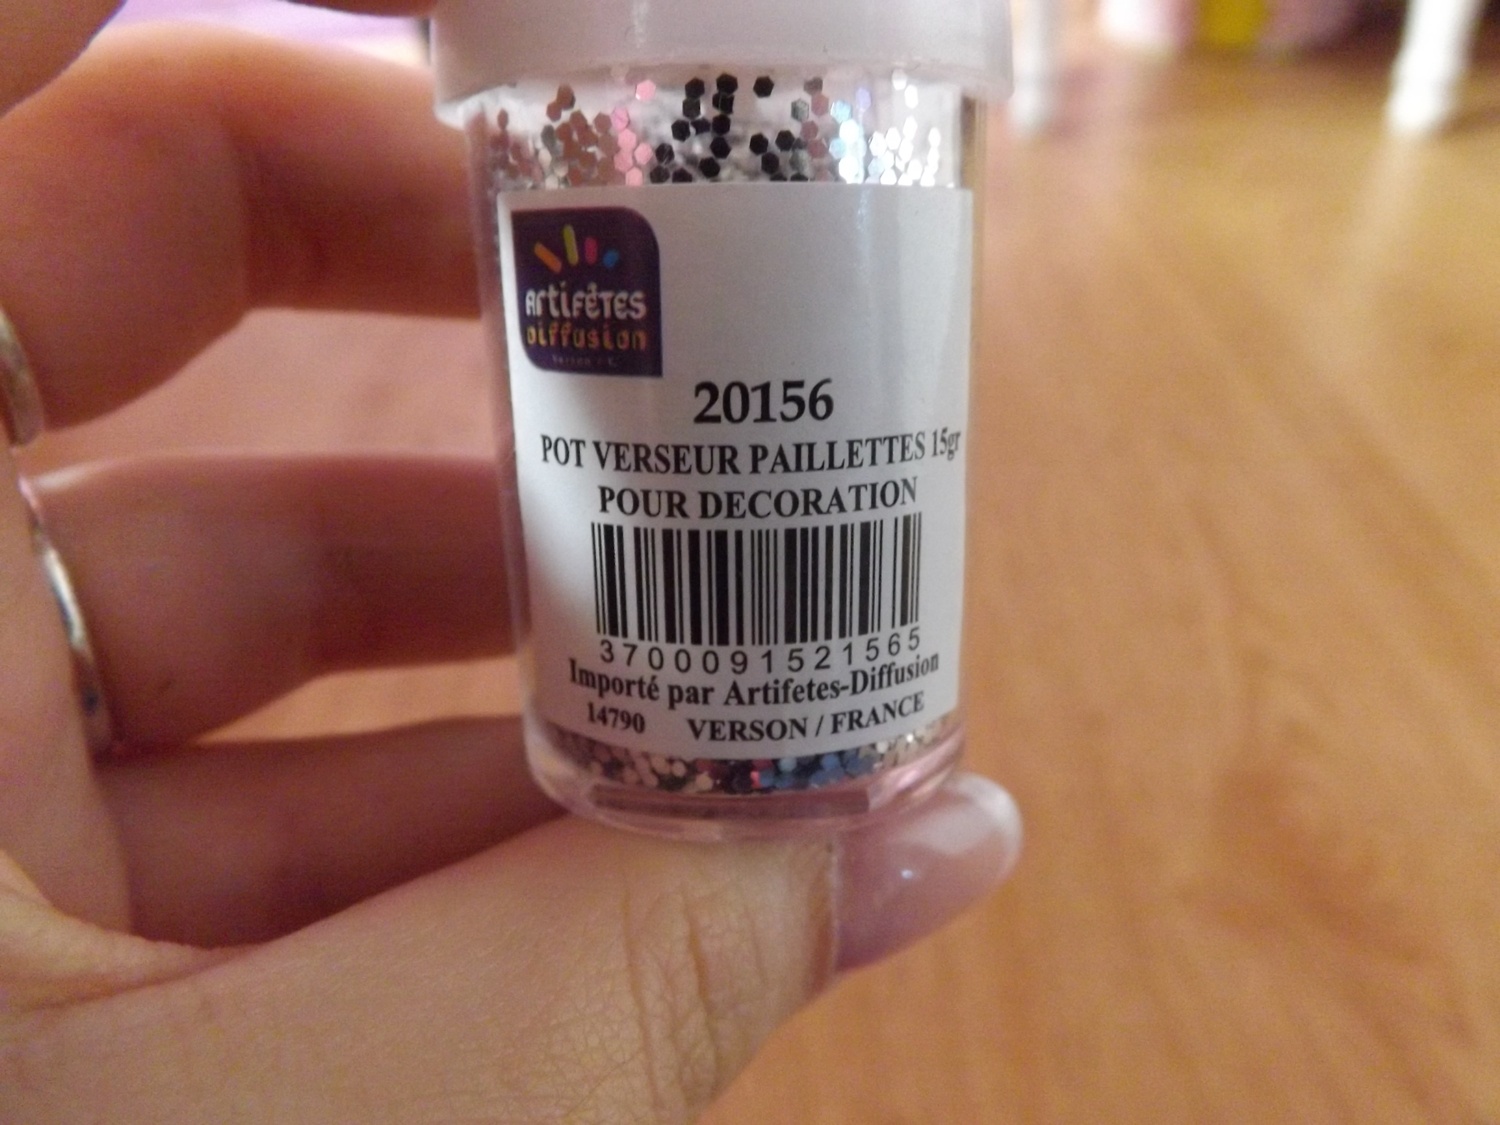 Artifêtes
Diffusion
20156
POT VERSEUR PAILLETTES 15gr
POUR DECORATION
3700091521565
Importé par Artifetes-Diffusion
14790 VERSON / FRANCE